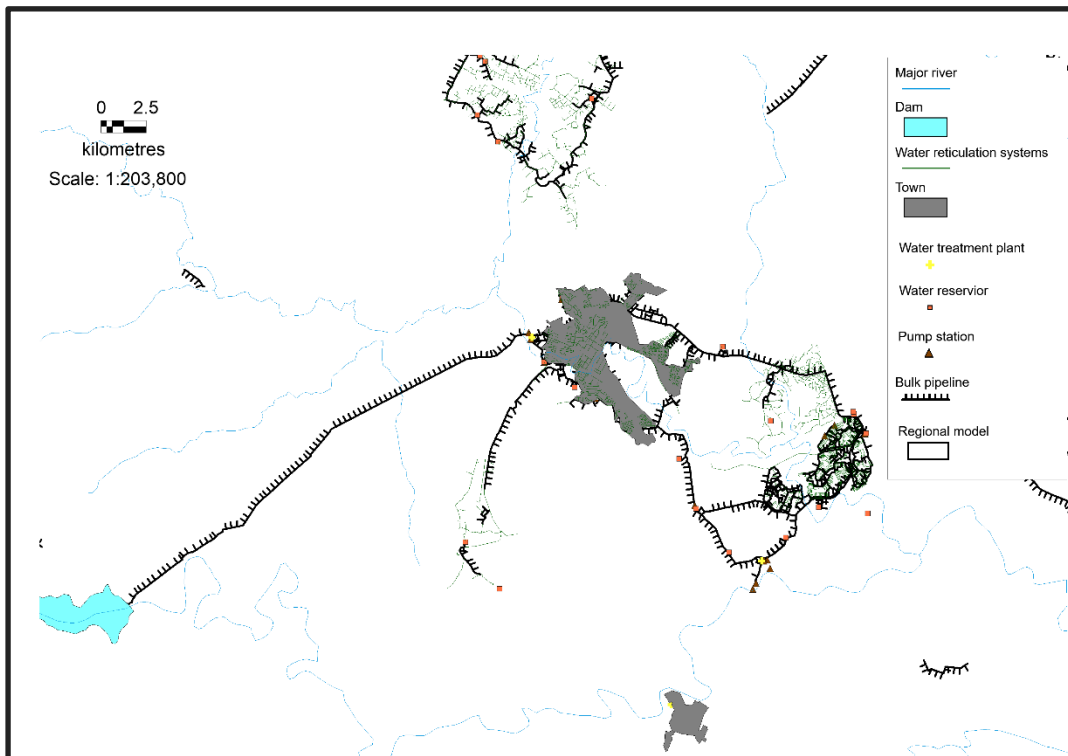 0 2.5
kilometres
Scale: 1:203,800
Major river
Dam
Water reticulation systems
Town
Water treatment plant
Water reservior
Pump station
Bulk pipeline
Regional model